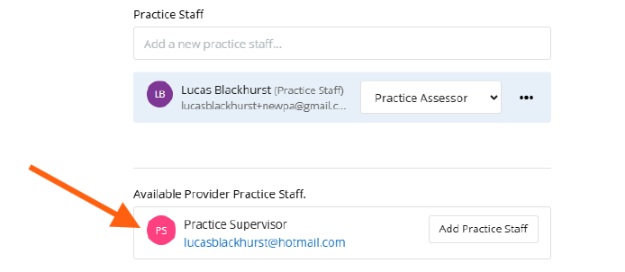 Practice Staff
Add a new practice staff...
LB
Lucas Blackhurst (Practice Staff)
lucasblackhurst+newpa@gmail.c...
Practice Assessor
Available Provider Practice Staff.
PS
Practice Supervisor
lucasblackhurst@hotmail.com
Add Practice Staff